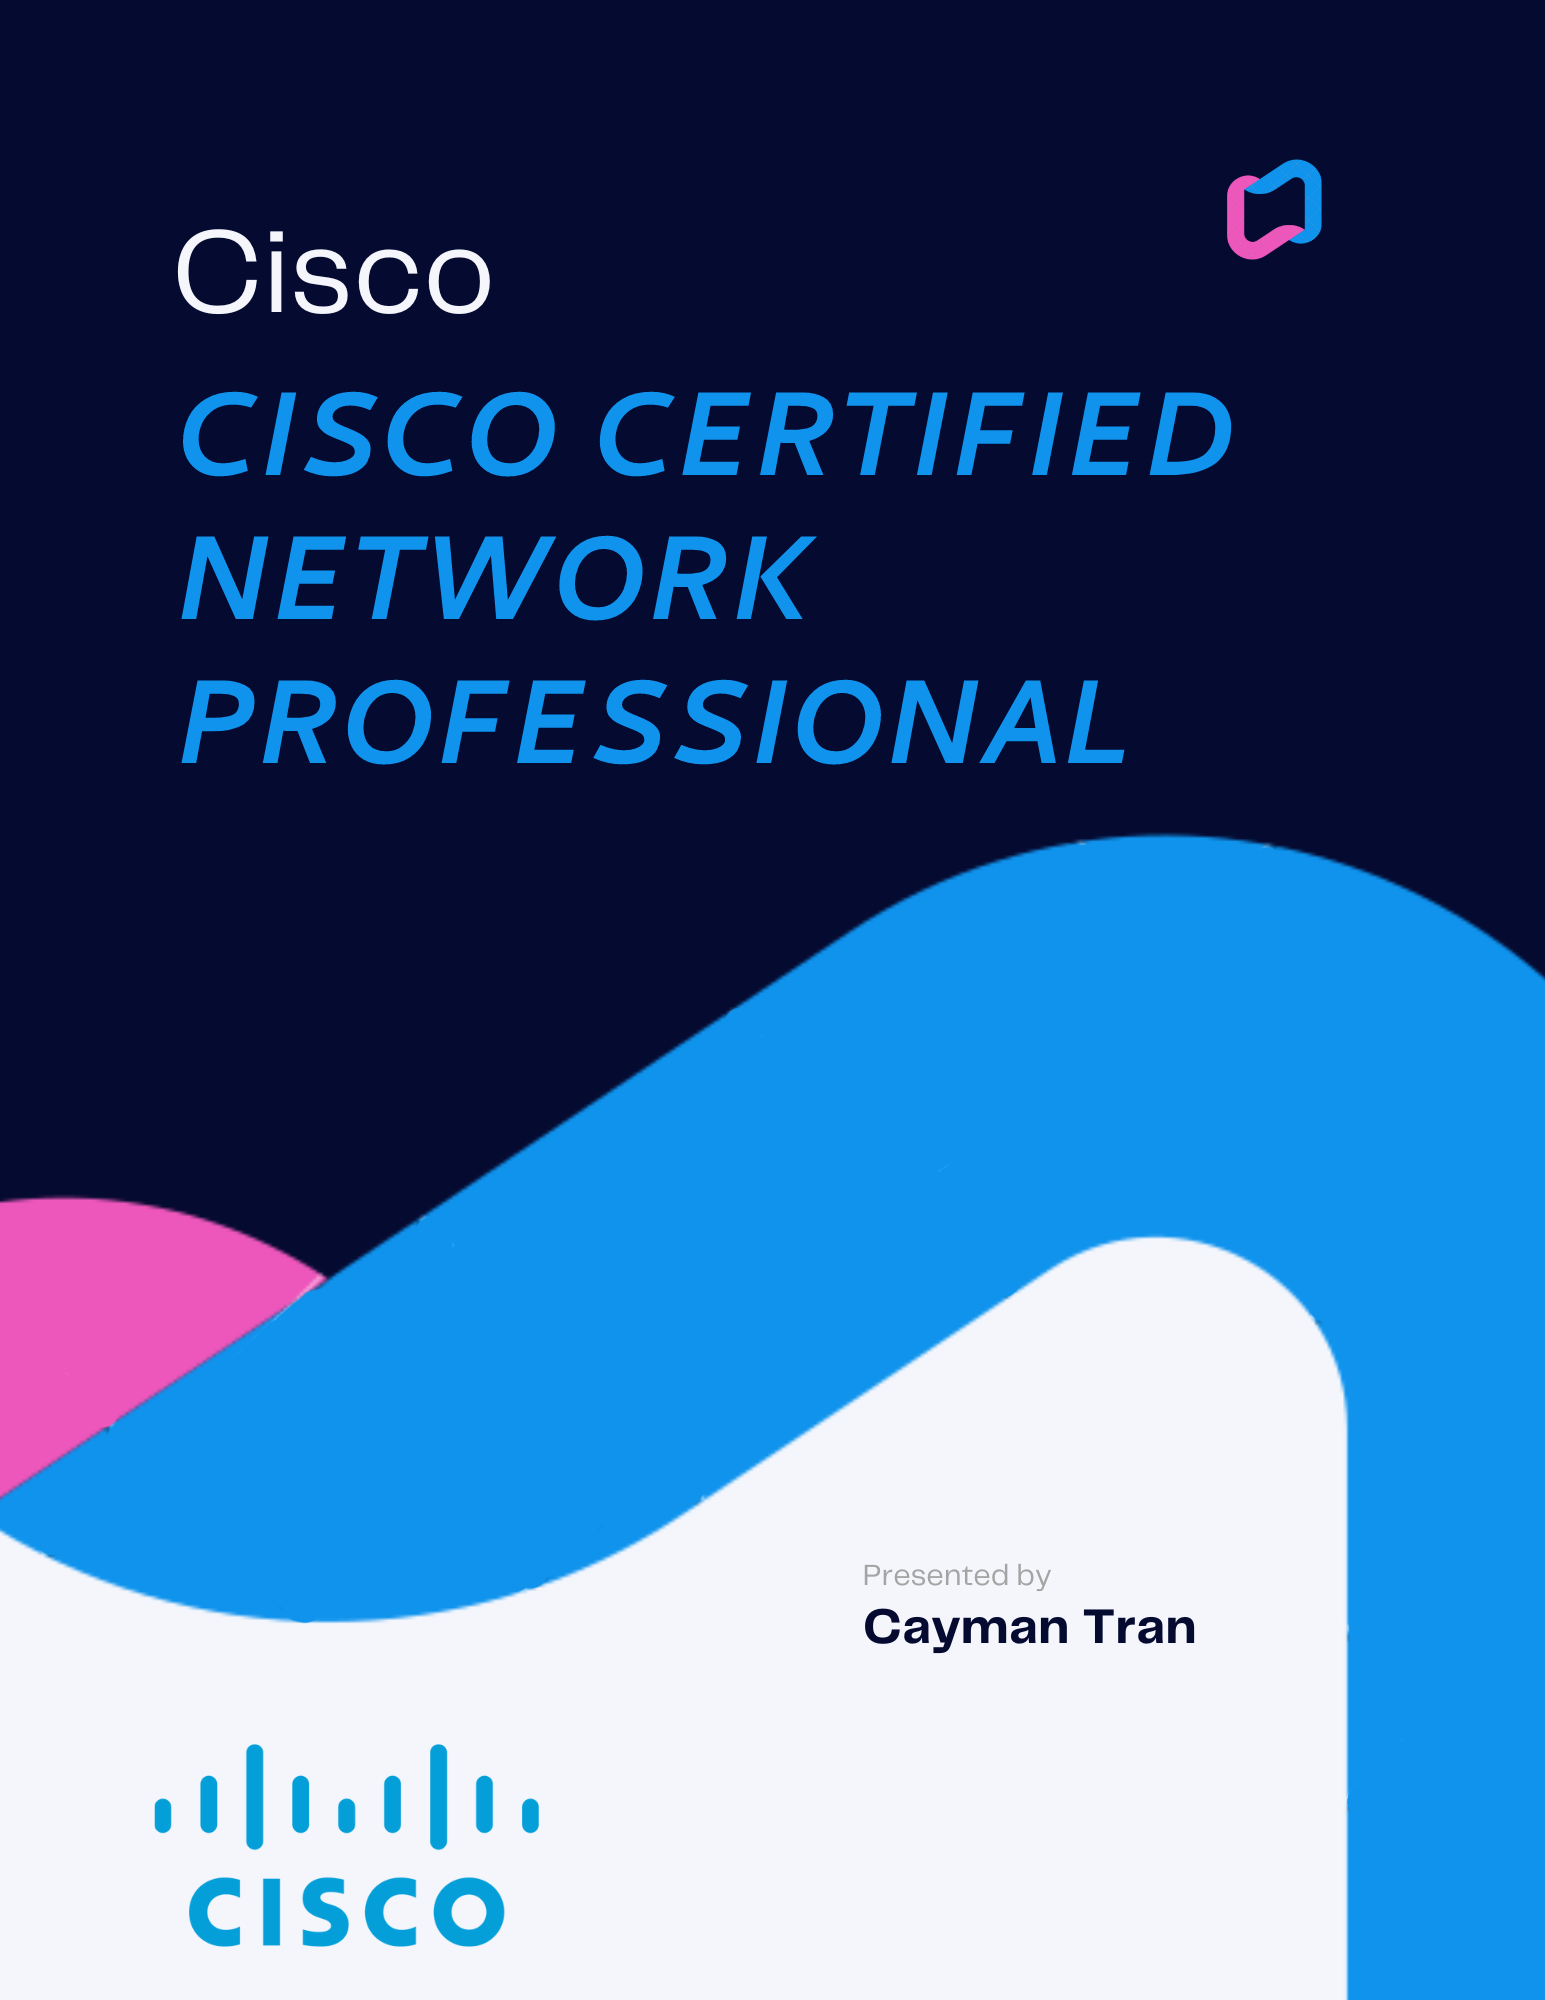 Cisco
CISCO CERTIFIED
NETWORK
PROFESSIONAL
Presented by
Cayman Tran
CISCO